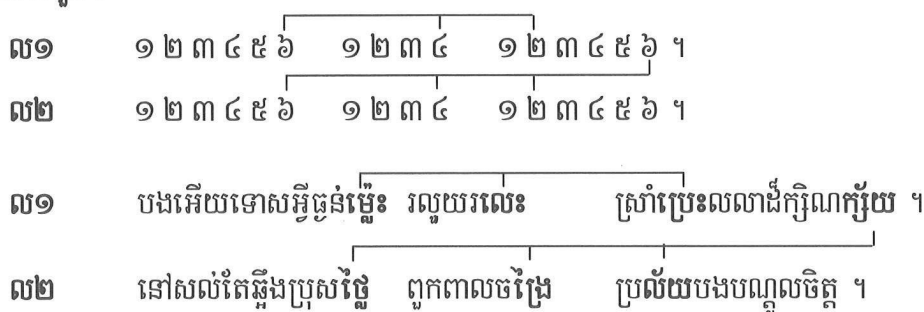 ល១ ១ ២ ៣ ៤ ៥ ៦ ១ ២ ៣ ៤ ១ ២ ៣ ៤ ៥ ៦ ។
ល២ ១ ២ ៣ ៤ ៥ ៦ ១ ២ ៣ ៤ ១ ២ ៣ ៤ ៥ ៦ ។
ល១ បងអើយទោសអ្វីធ្ងន់ម្ល៉េះ រលួយរលេះ ស្រាំប្រេះលលាដ៏ក្សិណក្ស័យ ។
ល២ នៅសល់តែឆ្អឹងប្រុសថ្លៃ ពួកពាលចង្រៃ ប្រល័យបងបណ្តូលចិត្ត ។